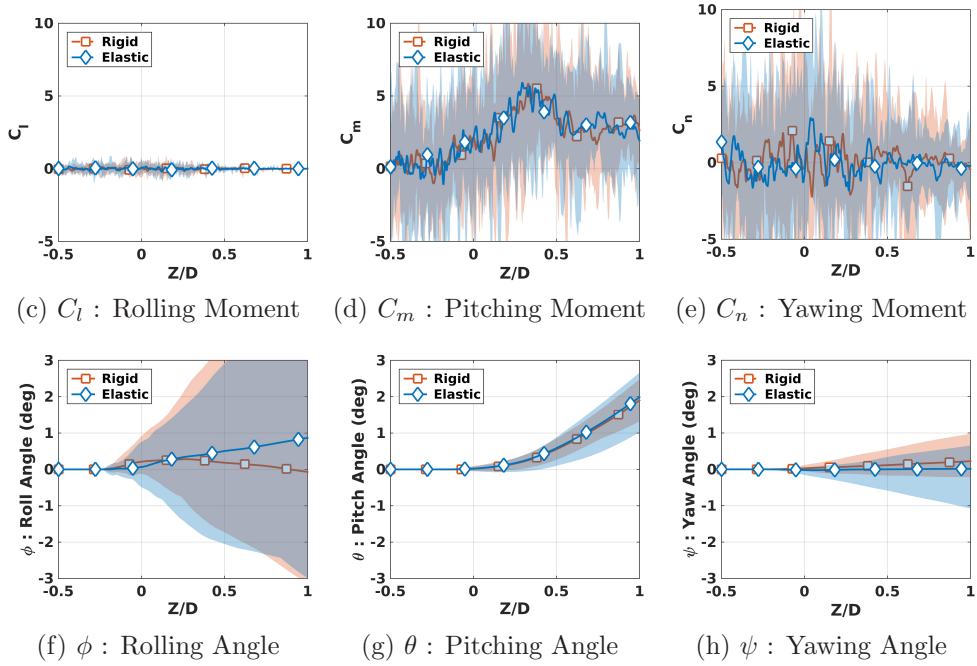 10
5
0
-5
C_l
Rigid
Elastic
-0.5 0 0.5 1
Z/D
(c) C_l : Rolling Moment
10
5
0
-5
C_m
Rigid
Elastic
-0.5 0 0.5 1
Z/D
(d) C_m : Pitching Moment
10
5
0
-5
C_n
Rigid
Elastic
-0.5 0 0.5 1
Z/D
(e) C_n : Yawing Moment
3
2
1
0
-1
-2
-3
ϕ : Roll Angle (deg)
Rigid
Elastic
-0.5 0 0.5 1
Z/D
(f) ϕ : Rolling Angle
3
2
1
0
-1
-2
-3
θ : Pitch Angle (deg)
Rigid
Elastic
-0.5 0 0.5 1
Z/D
(g) θ : Pitching Angle
3
2
1
0
-1
-2
-3
ψ : Yaw Angle (deg)
Rigid
Elastic
-0.5 0 0.5 1
Z/D
(h) ψ : Yawing Angle